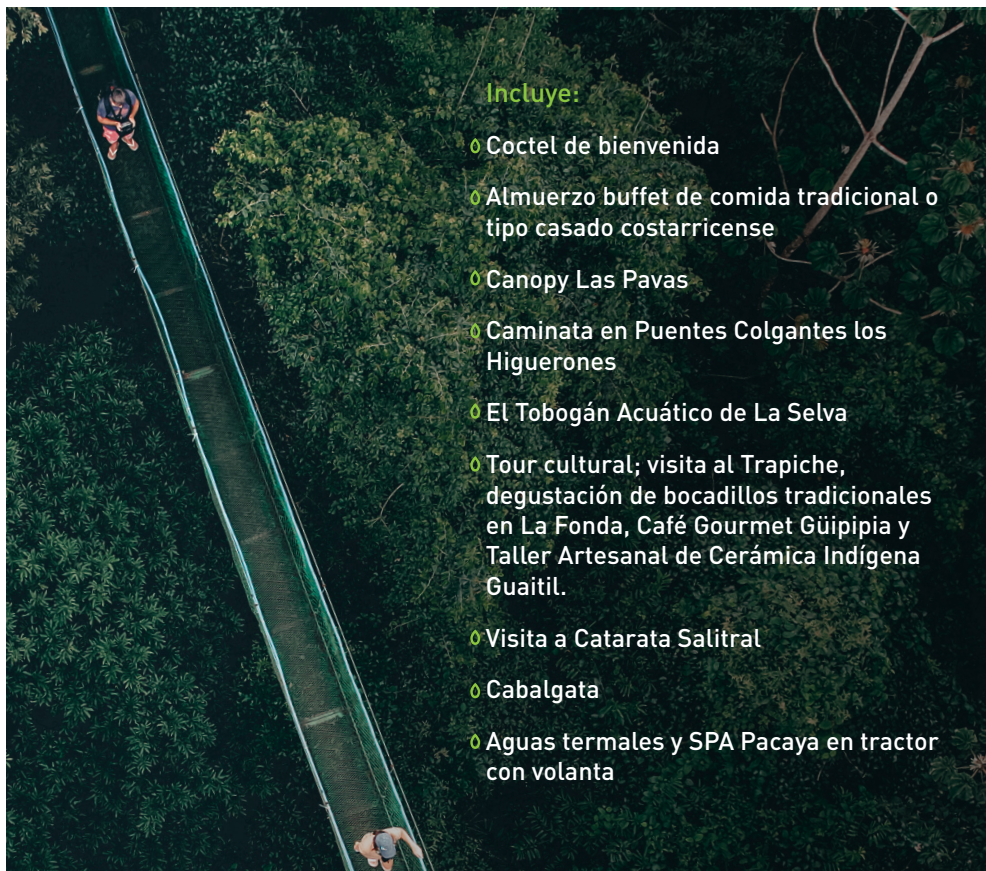 Incluye:
Coctel de bienvenida
Almuerzo buffet de comida tradicional o
tipo casado costarricense
Canopy Las Pavas
Caminata en Puentes Colgantes los
Higuerones
El Tobogán Acuático de La Selva
Tour cultural; visita al Trapiche,
degustación de bocadillos tradicionales
en La Fonda, Café Gourmet Güipipia y
Taller Artesanal de Cerámica Indígena
Guaitil.
Visita a Catarata Salitral
Cabalgata
Aguas termales y SPA Pacaya en tractor
con volanta